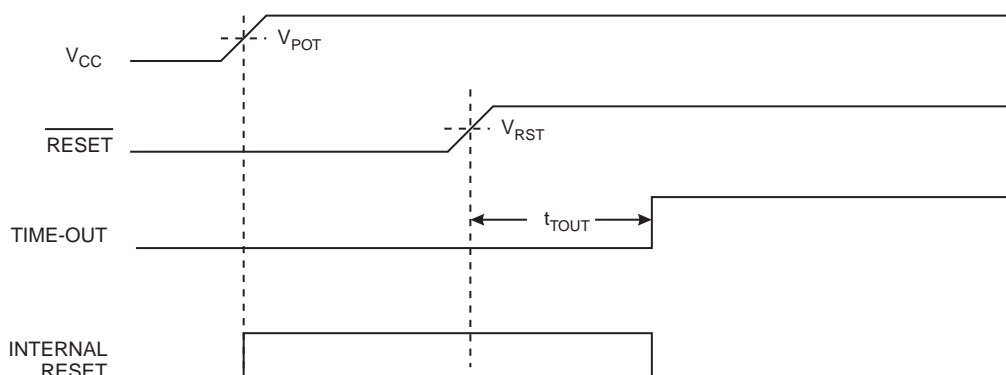 VCC
VPOT
RESET
VRST
TIME-OUT
tTOUT
INTERNAL
RESET